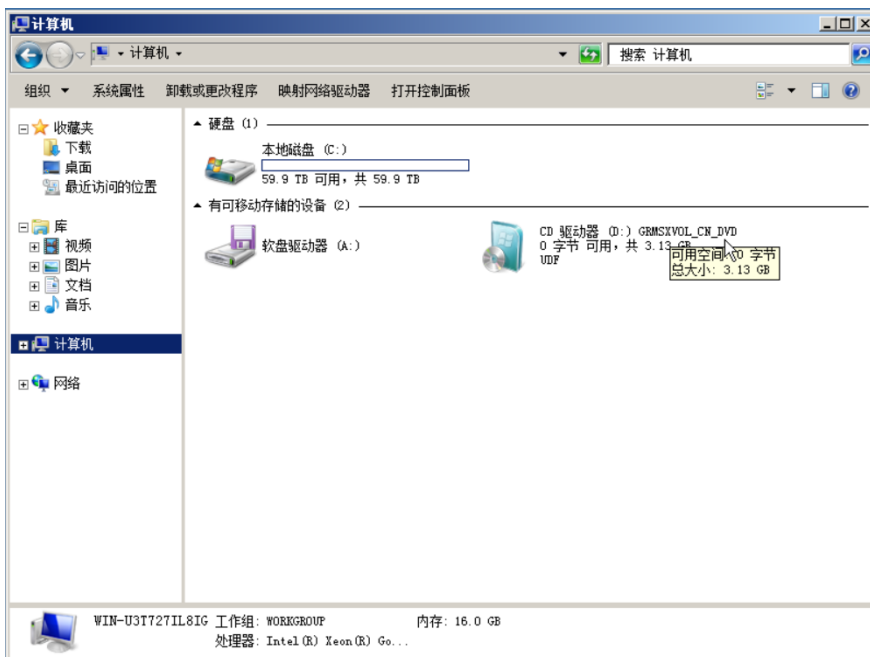 计算机
计算机
搜索 计算机
组织 系统属性 卸载或更改程序 映射网络驱动器 打开控制面板
收藏夹
下载
桌面
最近访问的位置
库
视频
图片
文档
音乐
计算机
网络
硬盘 (1)
本地磁盘 (C:)
59.9 TB 可用，共 59.9 TB
有可移动存储的设备 (2)
软盘驱动器 (A:)
CD 驱动器 (D:) GRMSXVOL_CN_DVD
0 字节 可用，共 3.13 GB
UDF
可用空间: 0 字节
总大小: 3.13 GB
WIN-U3T727IL8IG 工作组: WORKGROUP 内存: 16.0 GB
处理器: Intel(R) Xeon(R) Go...